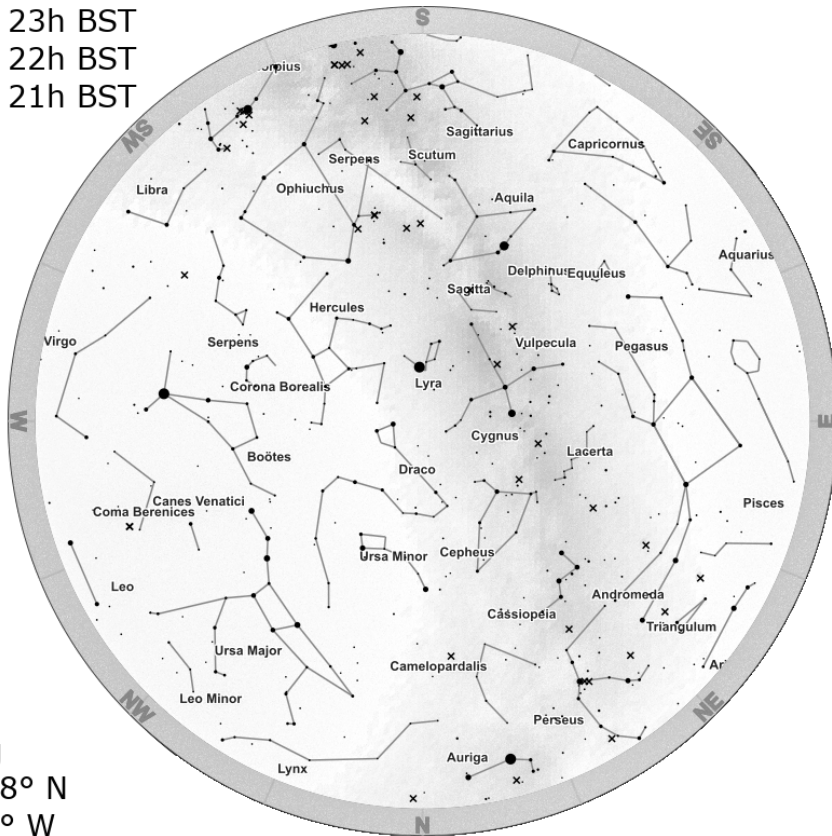 23h BST
22h BST
21h BST
S
SW
SE
Sagittarius
Scutum
Serpens
Capricornus
Libra
Ophiuchus
Aquila
Aquarius
Delphinus
Equuleus
Sagitta
Hercules
Virgo
Serpens
Vulpecula
Pegasus
Corona Borealis
Lyra
W
E
Cygnus
Boötes
Lacerta
Draco
Canes Venatici
Coma Berenices
Pisces
Ursa Minor
Cepheus
Leo
Andromeda
Cassiopeia
Triangulum
Ursa Major
Camelopardalis
Ari
Leo Minor
NW
NE
Perseus
Auriga
Lynx
8° N
° W
N